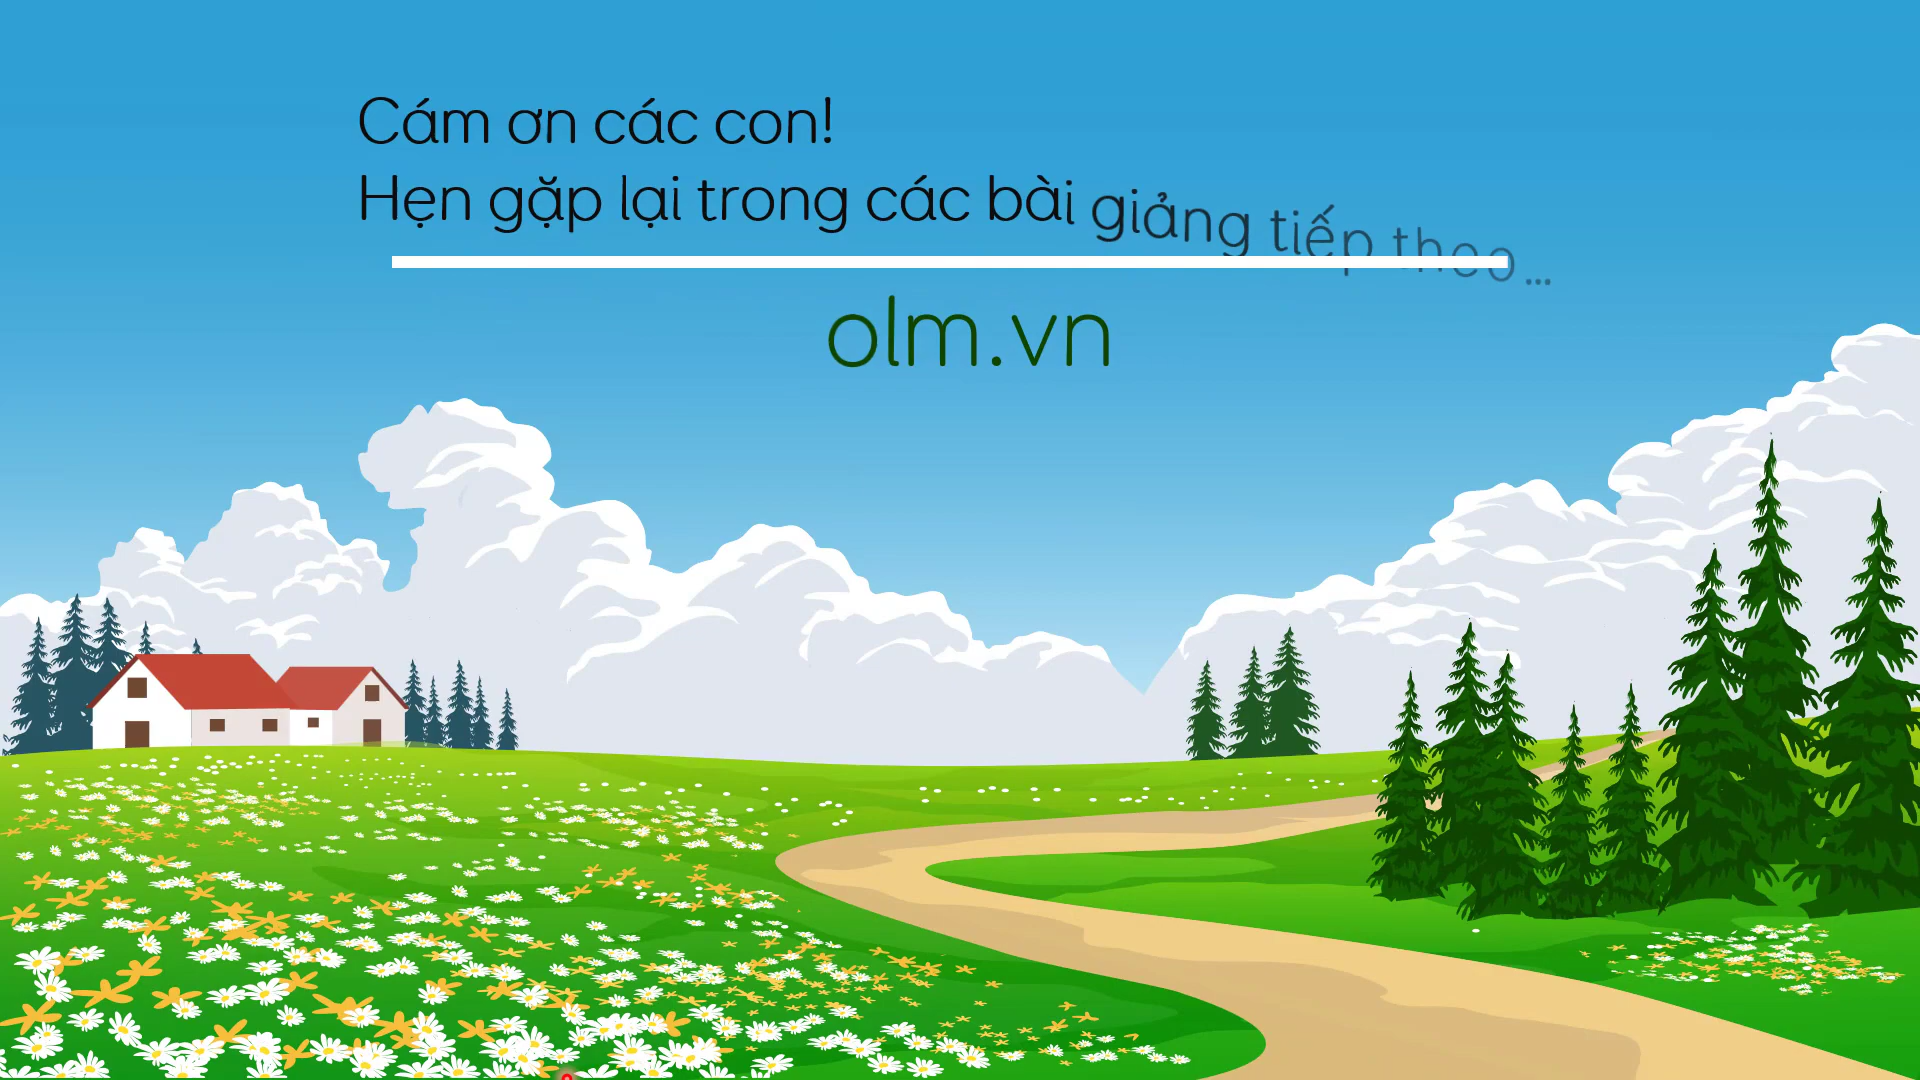 Cám ơn các con!
Hẹn gặp lại trong các bài giảng tiếp theo...
olm.vn